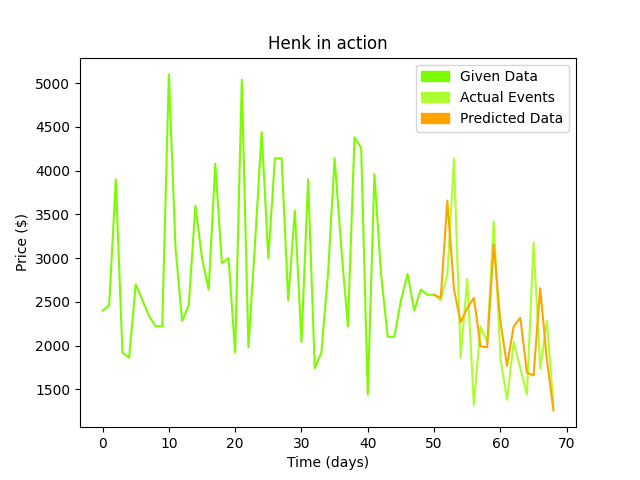 Henk in action
Given Data
Actual Events
Predicted Data
Price ($)
5000
4500
4000
3500
3000
2500
2000
1500
0 10 20 30 40 50 60 70
Time (days)